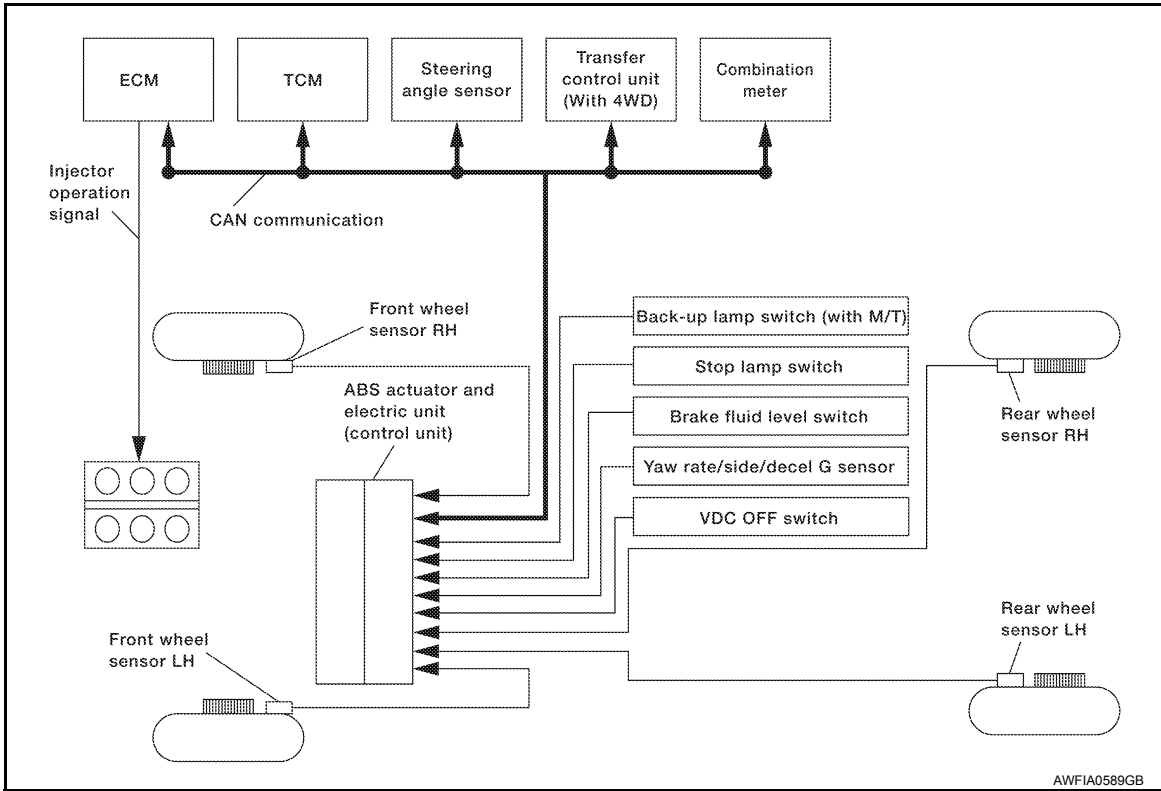 ECM
TCM
Steering
angle sensor
Transfer
control unit
(With 4WD)
Combination
meter
Injector
operation
signal
CAN communication
Front wheel
sensor RH
ABS actuator and
electric unit
(control unit)
Back-up lamp switch (with M/T)
Stop lamp switch
Brake fluid level switch
Yaw rate/side/decel G sensor
VDC OFF switch
Rear wheel
sensor RH
Front wheel
sensor LH
Rear wheel
sensor LH
AWFIA0589GB